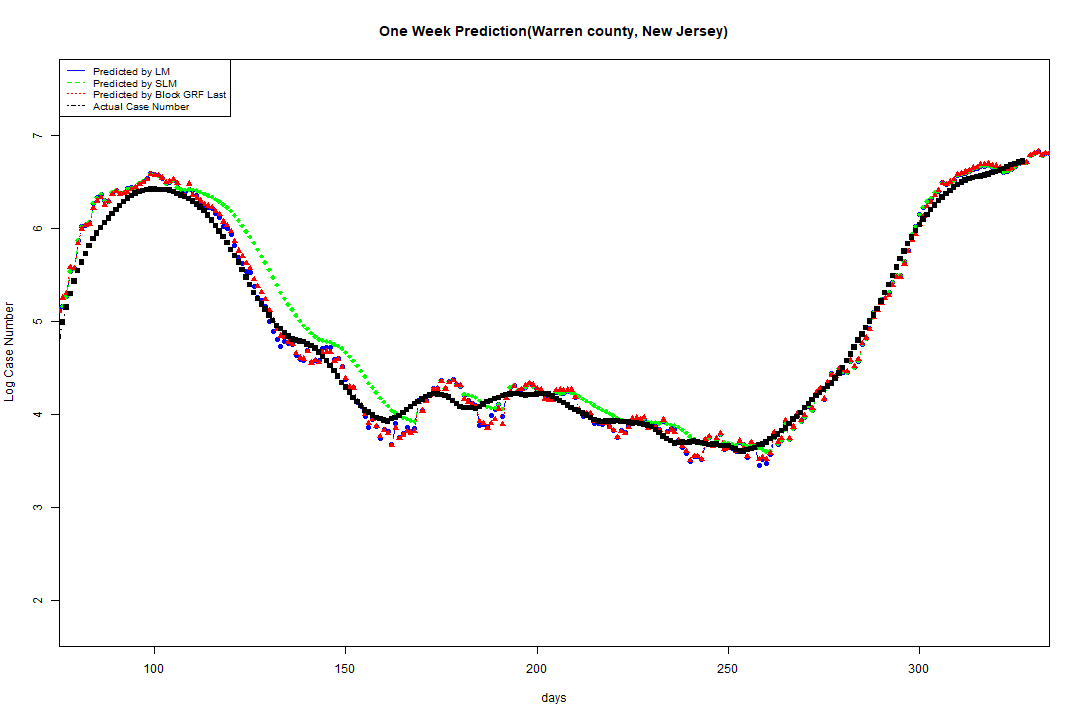 One Week Prediction(Warren county, New Jersey)
Predicted by LM
Predicted by SLM
Predicted by Block GRF Last
Actual Case Number
7
6
5
4
3
2
Log Case Number
100 150 200 250 300
days